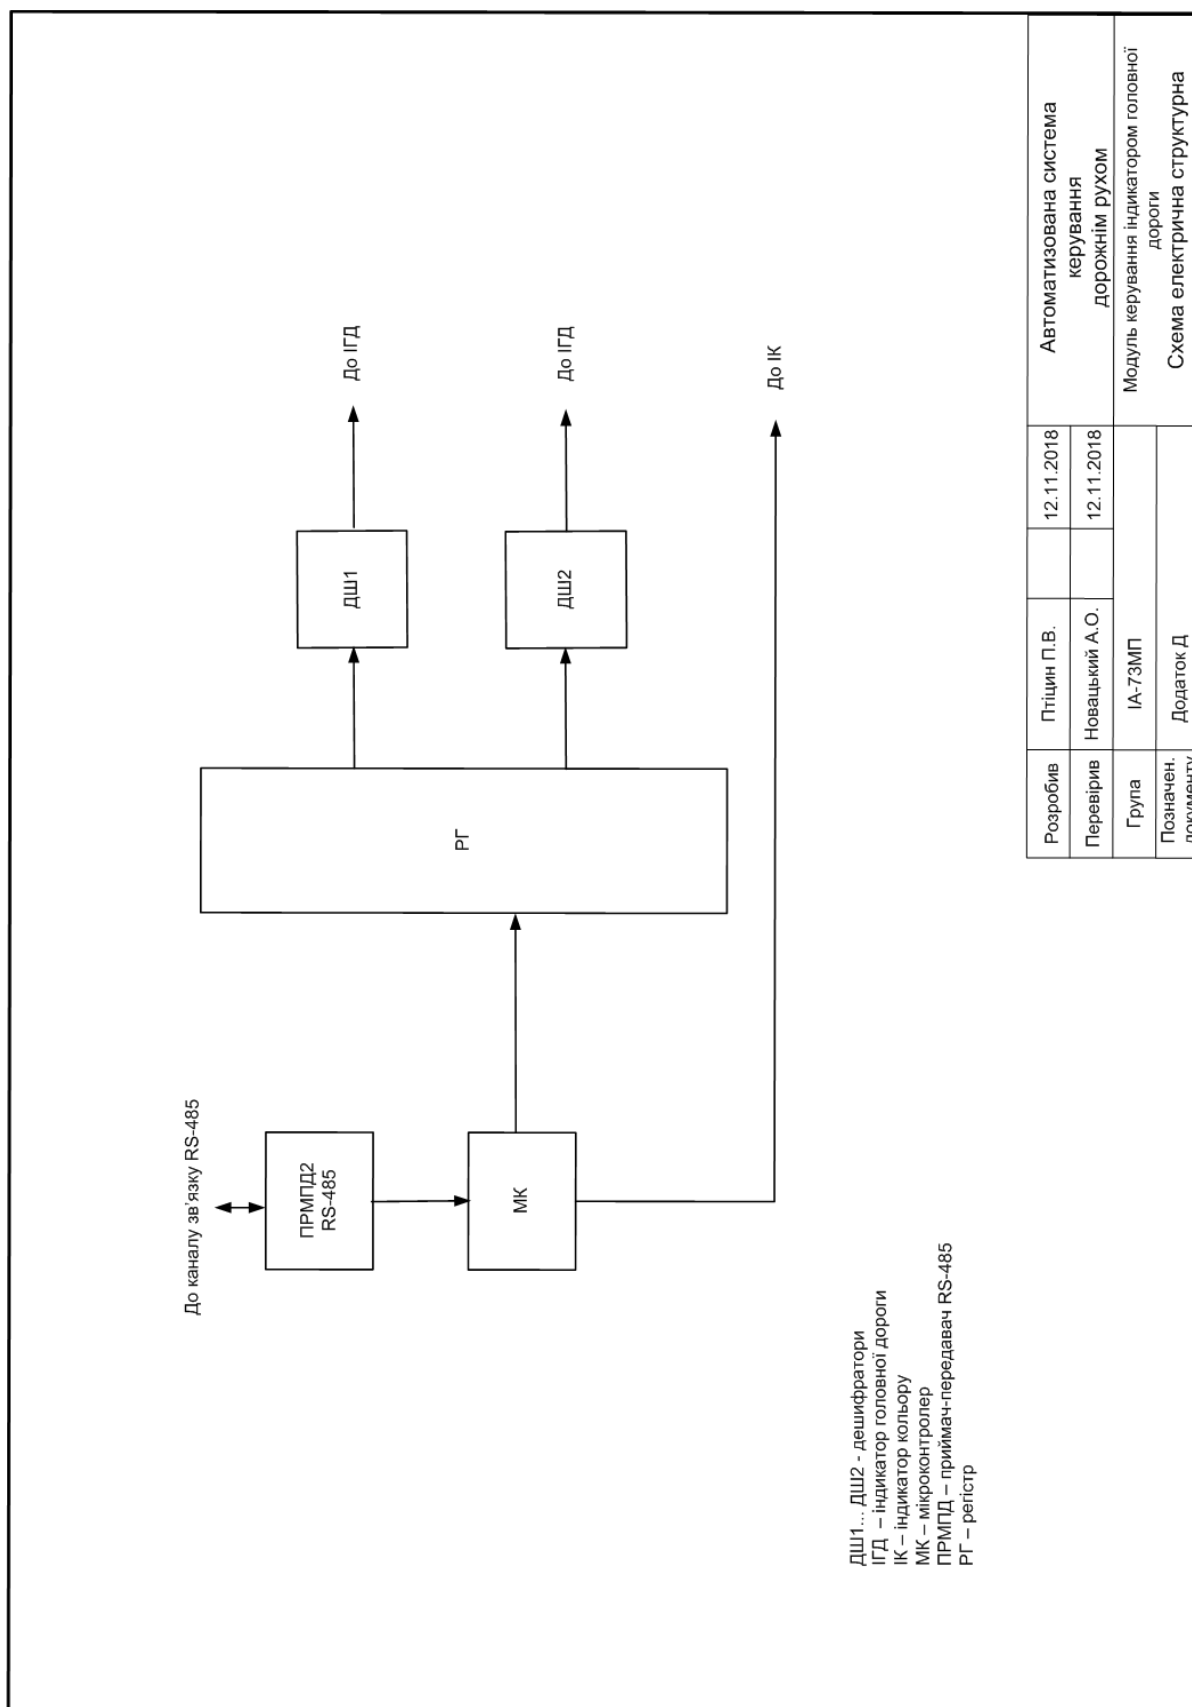 До каналу зв'язку RS-485
ПРМПД2
RS-485
МК
РГ
ДШ1
ДШ2
До ІГД
До ІГД
До ІК
ДШ1... ДШ2 - дешифратори
ІГД – індикатор головної дороги
ІК – індикатор кольору
МК – мікроконтролер
ПРМПД – приймач-передавач RS-485
РГ – регістр
Розробив Птіцин П.В. 12.11.2018
Перевірив Новацький А.О. 12.11.2018
Група ІА-73МП
Позначен.
документу
Додаток Д
Автоматизована система
керування
дорожнім рухом
Модуль керування індикатором головної
дороги
Схема електрична структурна